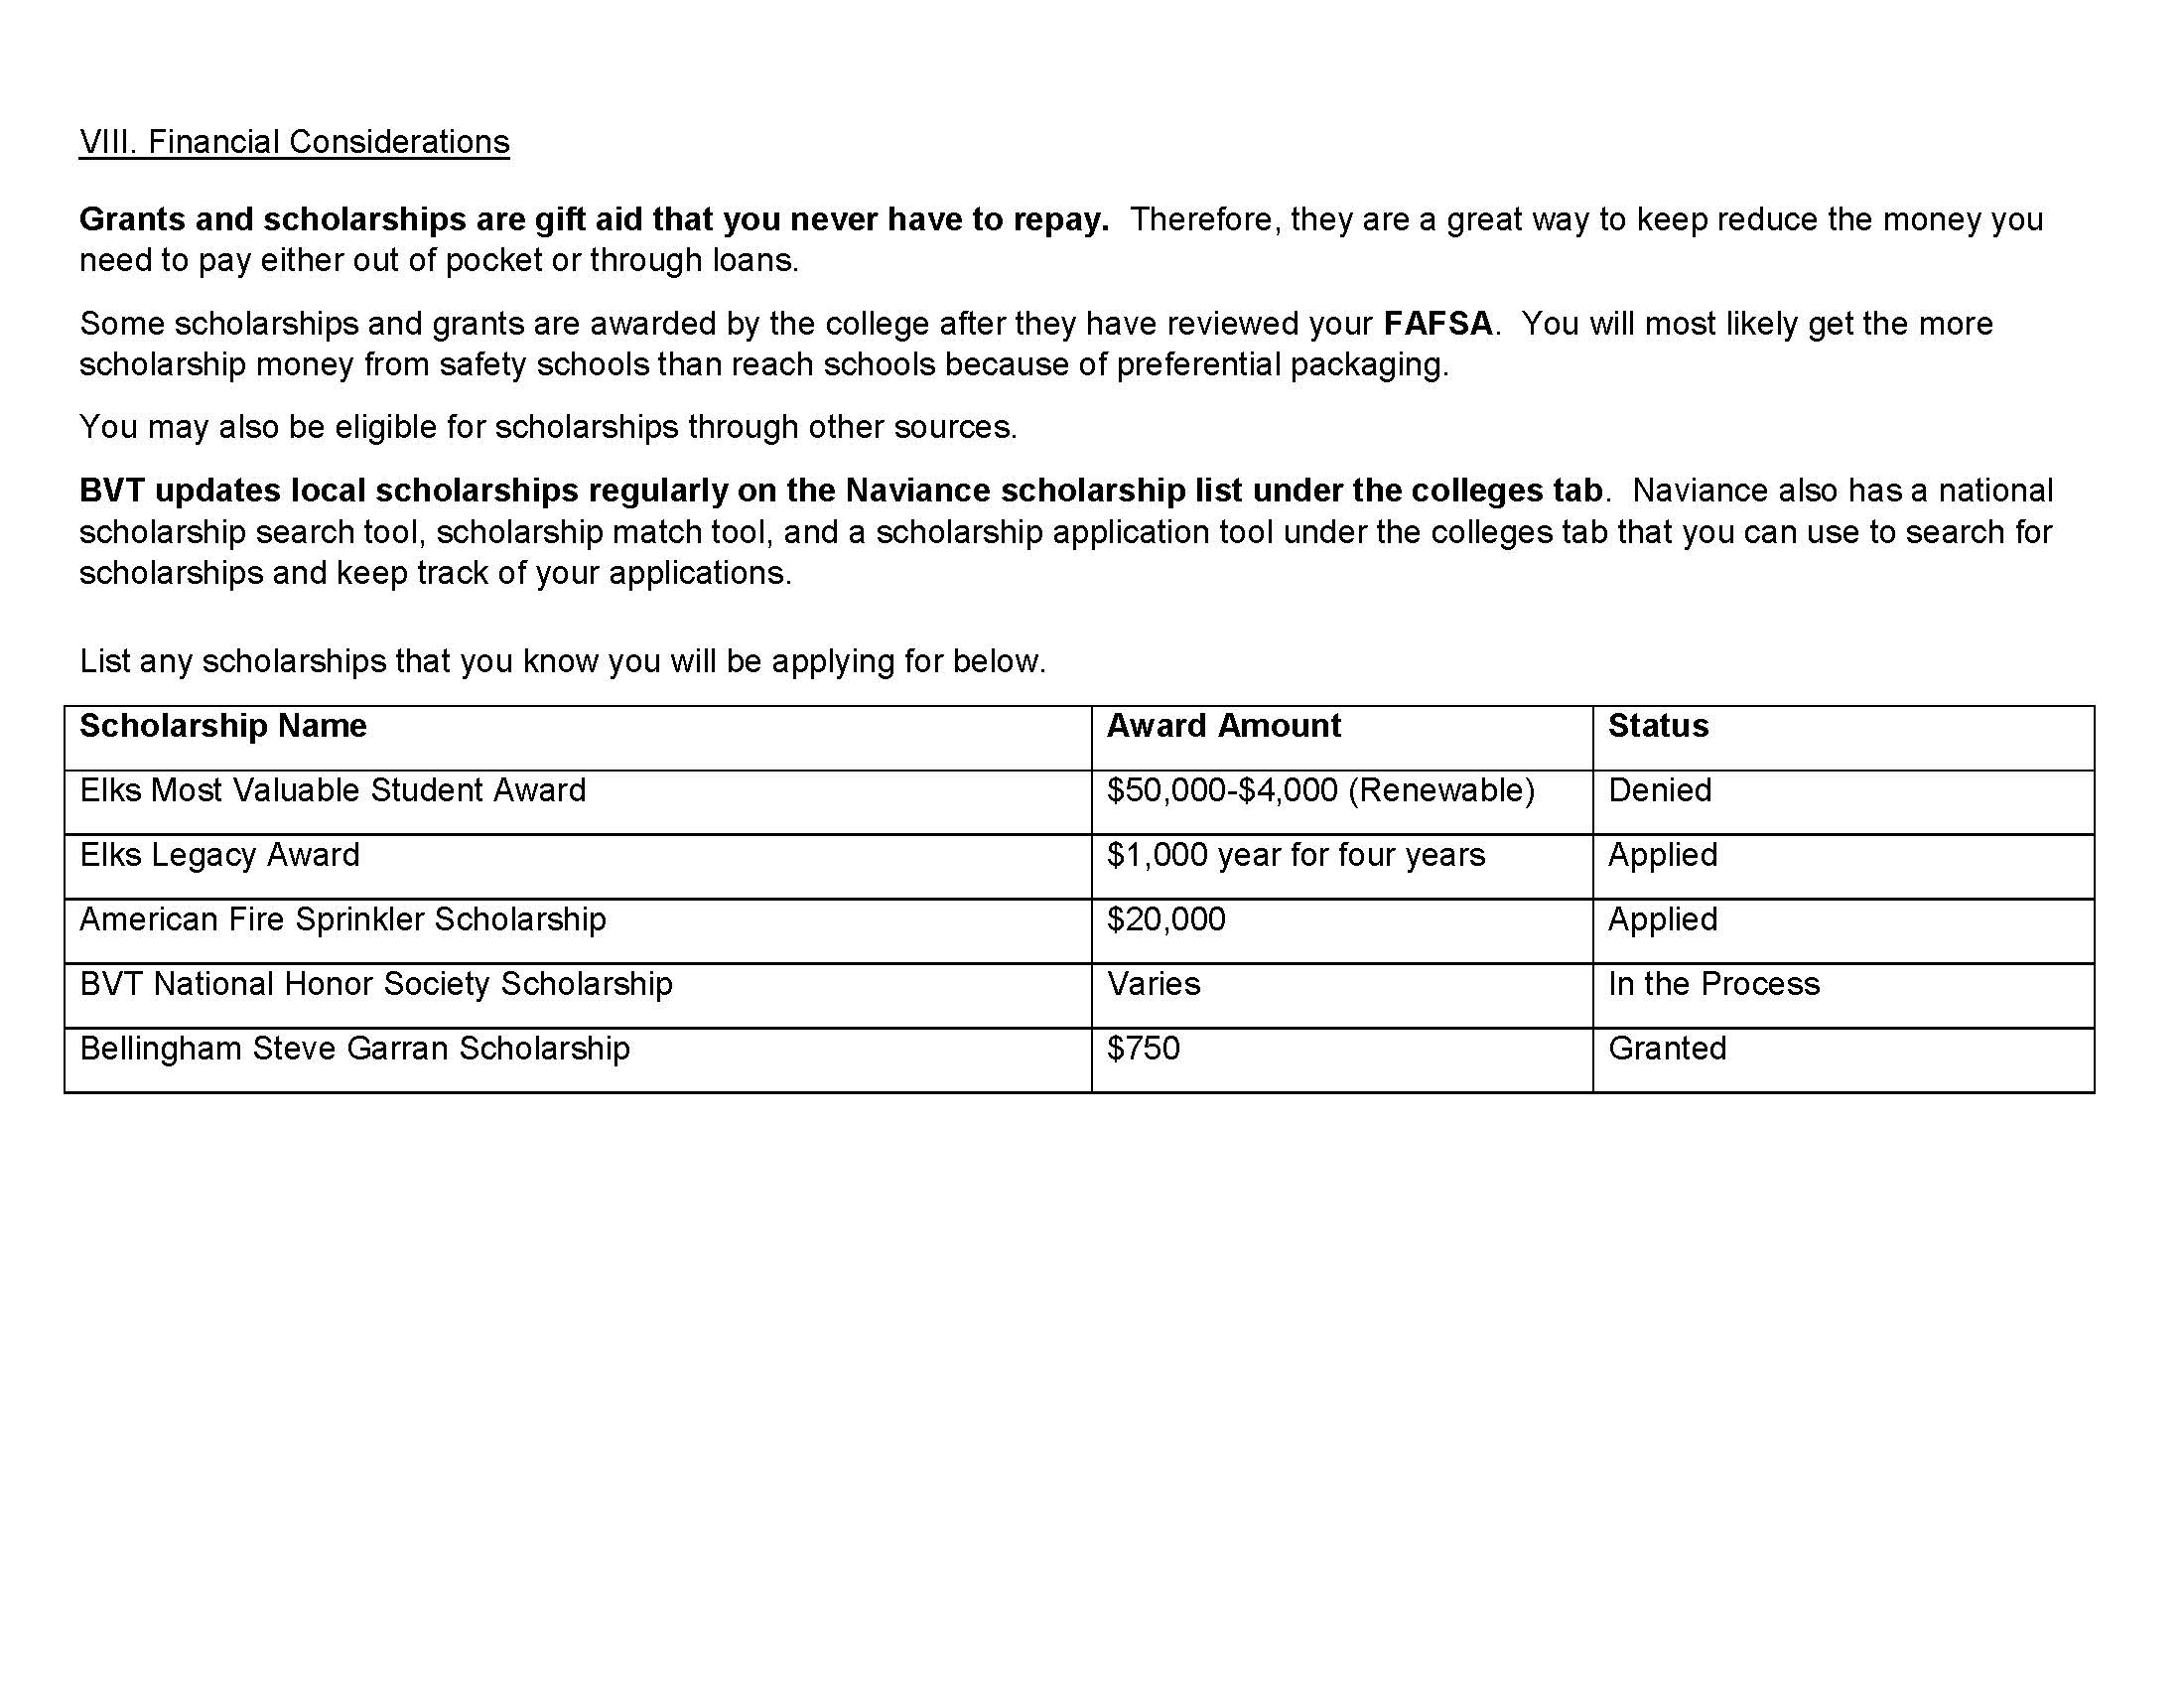 VIII. Financial Considerations
Grants and scholarships are gift aid that you never have to repay.  Therefore, they are a great way to keep reduce the money you
need to pay either out of pocket or through loans.
Some scholarships and grants are awarded by the college after they have reviewed your FAFSA.  You will most likely get the more
scholarship money from safety schools than reach schools because of preferential packaging.
You may also be eligible for scholarships through other sources.
BVT updates local scholarships regularly on the Naviance scholarship list under the colleges tab.  Naviance also has a national
scholarship search tool, scholarship match tool, and a scholarship application tool under the colleges tab that you can use to search for
scholarships and keep track of your applications.
List any scholarships that you know you will be applying for below.
Scholarship Name Award Amount Status
Elks Most Valuable Student Award $50,000-$4,000 (Renewable) Denied
Elks Legacy Award $1,000 year for four years Applied
American Fire Sprinkler Scholarship $20,000 Applied
BVT National Honor Society Scholarship Varies In the Process
Bellingham Steve Garran Scholarship $750 Granted